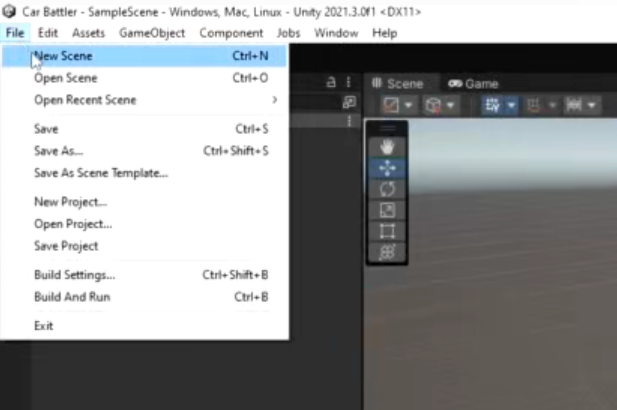 Car Battler - SampleScene - Windows, Mac, Linux - Unity 2021.3.0f1 <DX11>
File Edit Assets GameObject Component Jobs Window Help
New Scene Ctrl+N
Open Scene Ctrl+O
Open Recent Scene >
Save Ctrl+S
Save As... Ctrl+Shift+S
Save As Scene Template...
New Project...
Open Project...
Save Project
Build Settings... Ctrl+Shift+B
Build And Run Ctrl+B
Exit
Scene Game